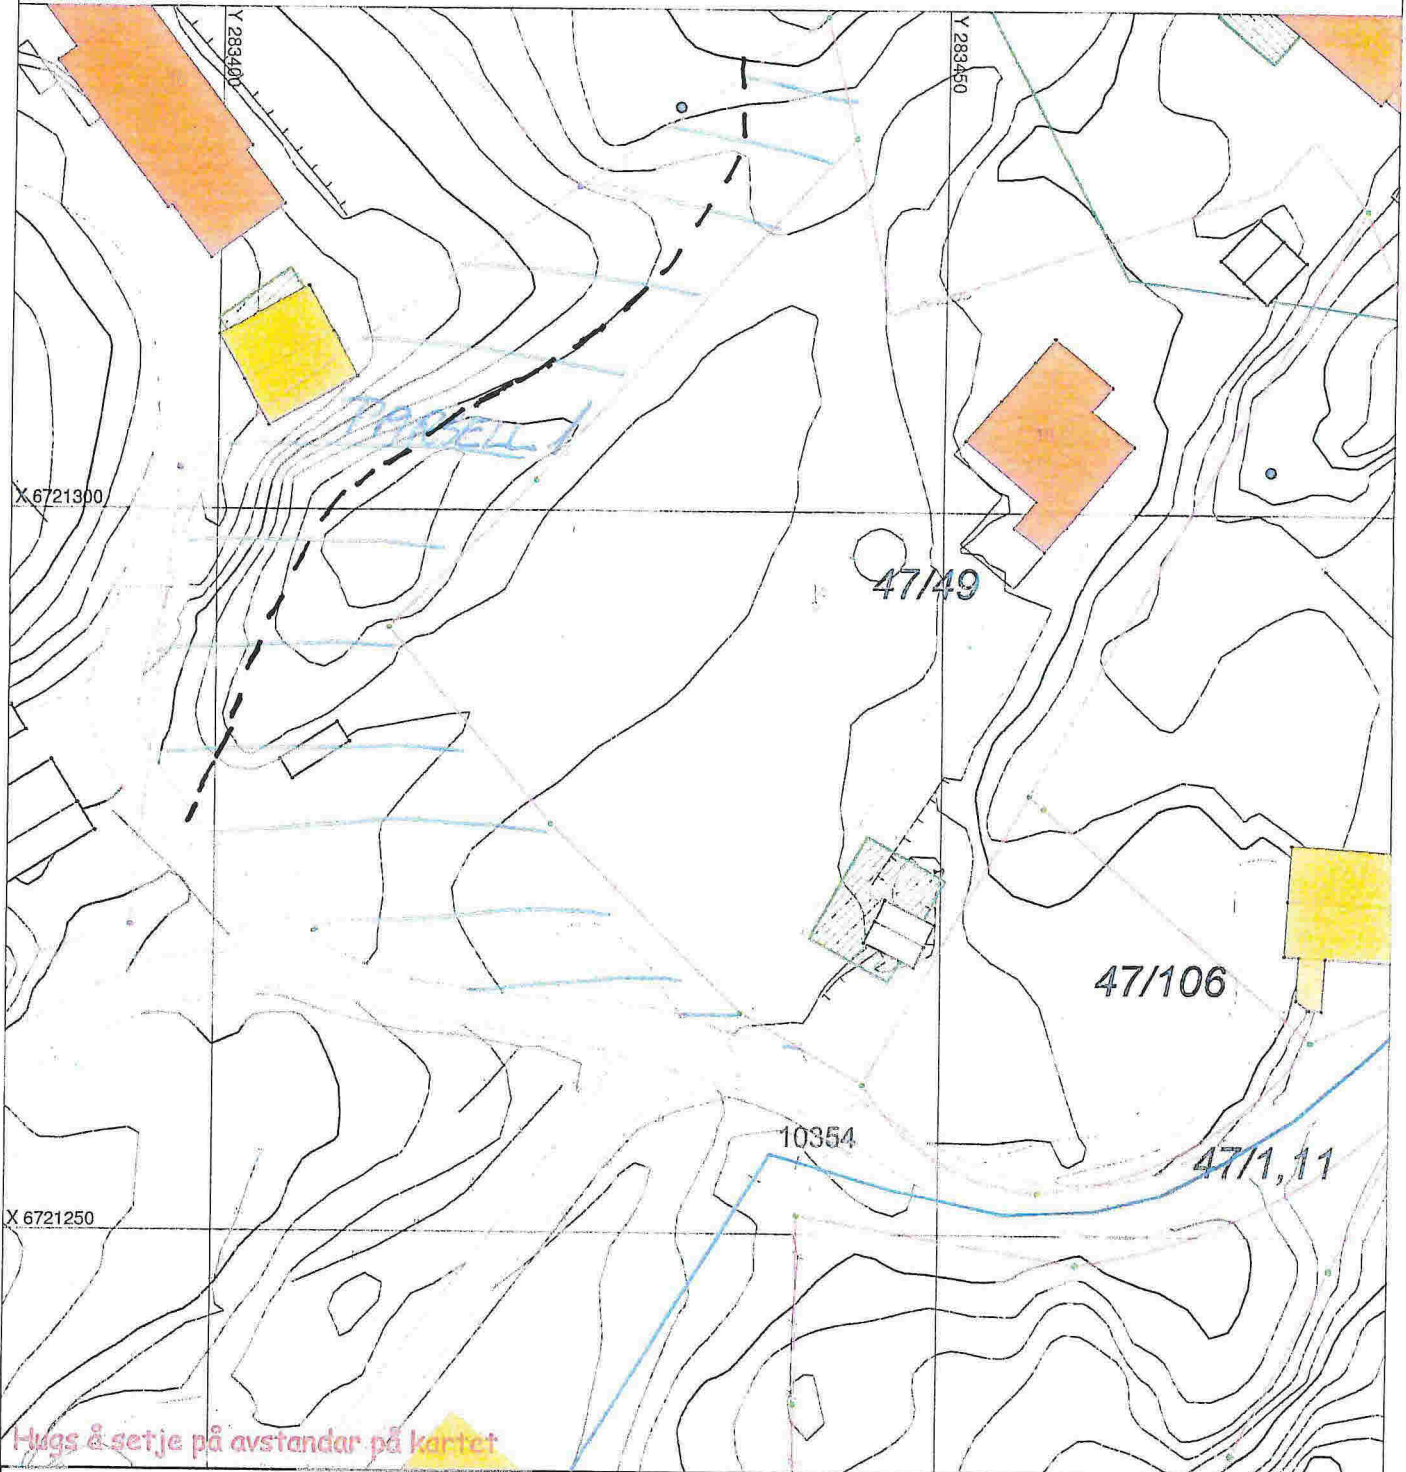 Y 283400
Y 283450
PARSELL 1
X 6721300
47/49
47/106
10354
47/1,11
X 6721250
Hugs å setje på avstandar på kartet